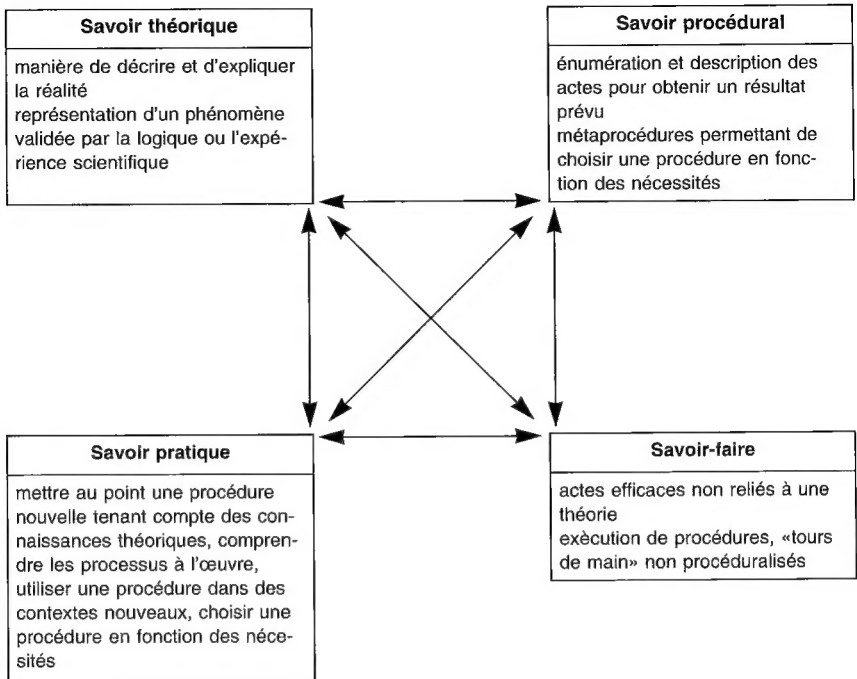 Savoir théorique
manière de décrire et d'expliquer
la réalité
représentation d'un phénomène
validée par la logique ou l'expé-
rience scientifique
Savoir procédural
énumération et description des
actes pour obtenir un résultat
prévu
métaprocédures permettant de
choisir une procédure en fonc-
tion des nécessités
Savoir pratique
mettre au point une procédure
nouvelle tenant compte des con-
naissances théoriques, compren-
dre les processus à l'œuvre,
utiliser une procédure dans des
contextes nouveaux, choisir une
procédure en fonction des néce-
sités
Savoir-faire
actes efficaces non reliés à une
théorie
exècution de procédures, «tours
de main» non procéduralisés